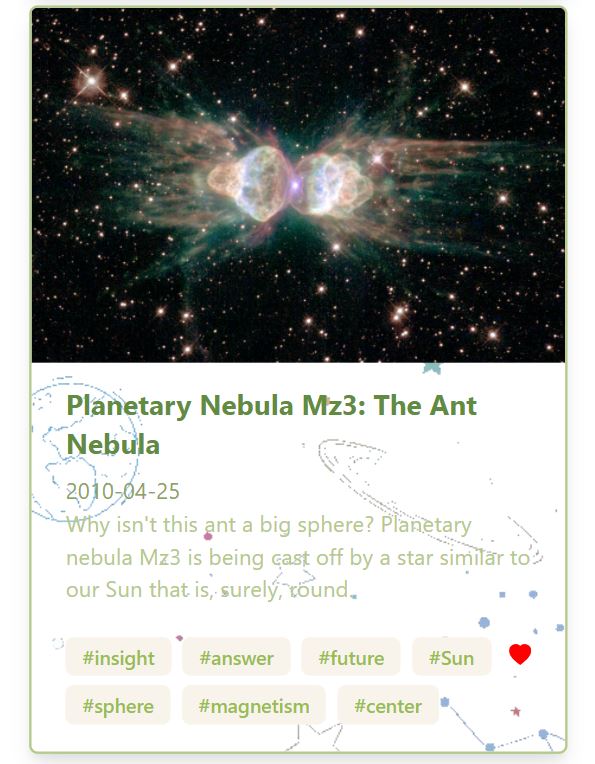 Planetary Nebula Mz3: The Ant
Nebula
2010-04-25
Why isn't this ant a big sphere? Planetary
nebula Mz3 is being cast off by a star similar to
our Sun that is, surely, round.
#insight #answer #future #Sun
#sphere #magnetism #center